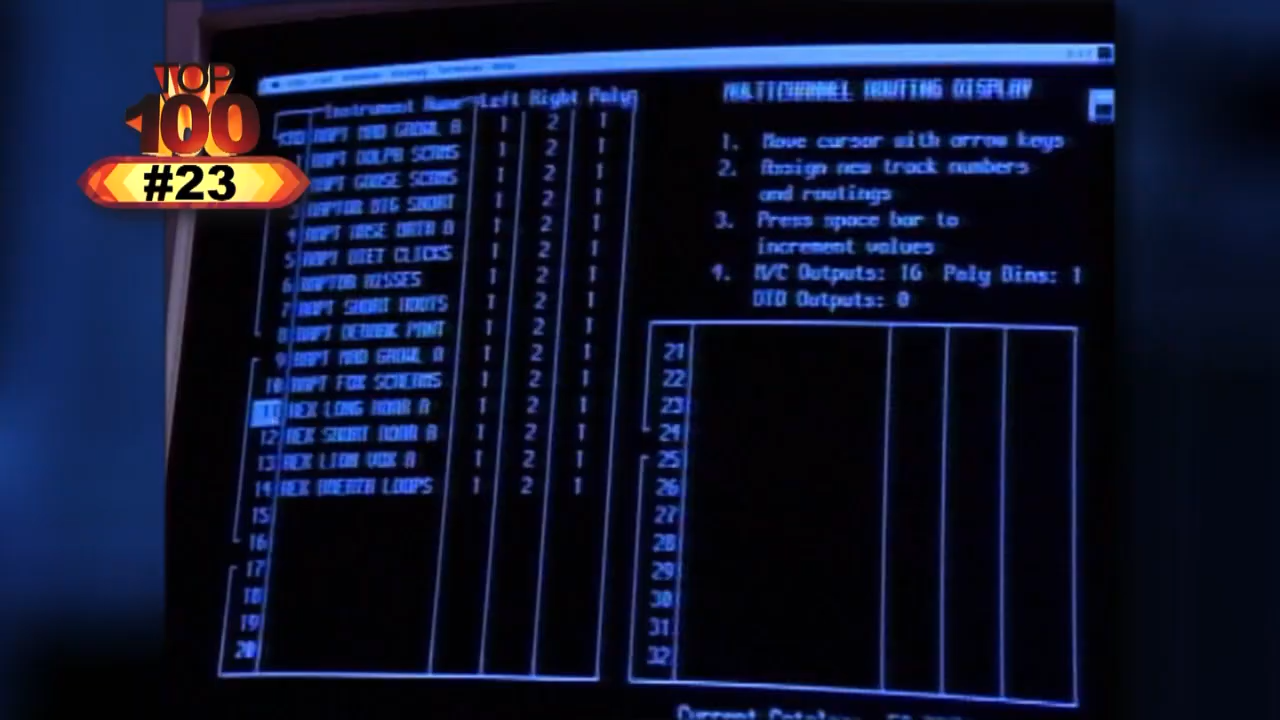 TOP
100
#23
Instrument Name Left Right Poly
RAPT MAD GROWL A 1 2 1
1 RAPT DOLPH SCRMS 1 2 1
RAPT GOOSE SCRMS 1 2 1
3 RAPTOR BIG SNORT 1 2 1
4 RAPT 1 2 1
5 RAPT DIET CLICKS 1 2 1
6 RAPTOR HISSES 1 2 1
7 RAPT SHORT HOOTS 1 2 1
8 RAPT 1 2 1
9 RAPT MAD GROWL A 1 2 1
10 RAPT FOX SCREAMS 1 2 1
11 REX LONG ROAR A 1 2 1
12 REX SHORT ROAR A 1 2 1
13 REX LION VOX A 1 2 1
14 REX BREATH LOOPS 1 2 1
15
16
17
18
19
20
MULTICHANNEL ROUTING DISPLAY
1. Move cursor with arrow keys
2. Assign new track numbers
and routings
3. Press space bar to
increment values
4. M/C Outputs: 16 Poly Bins: 1
DTD Outputs: 0
21
22
23
24
25
26
27
28
29
30
31
32
Current Catalog: